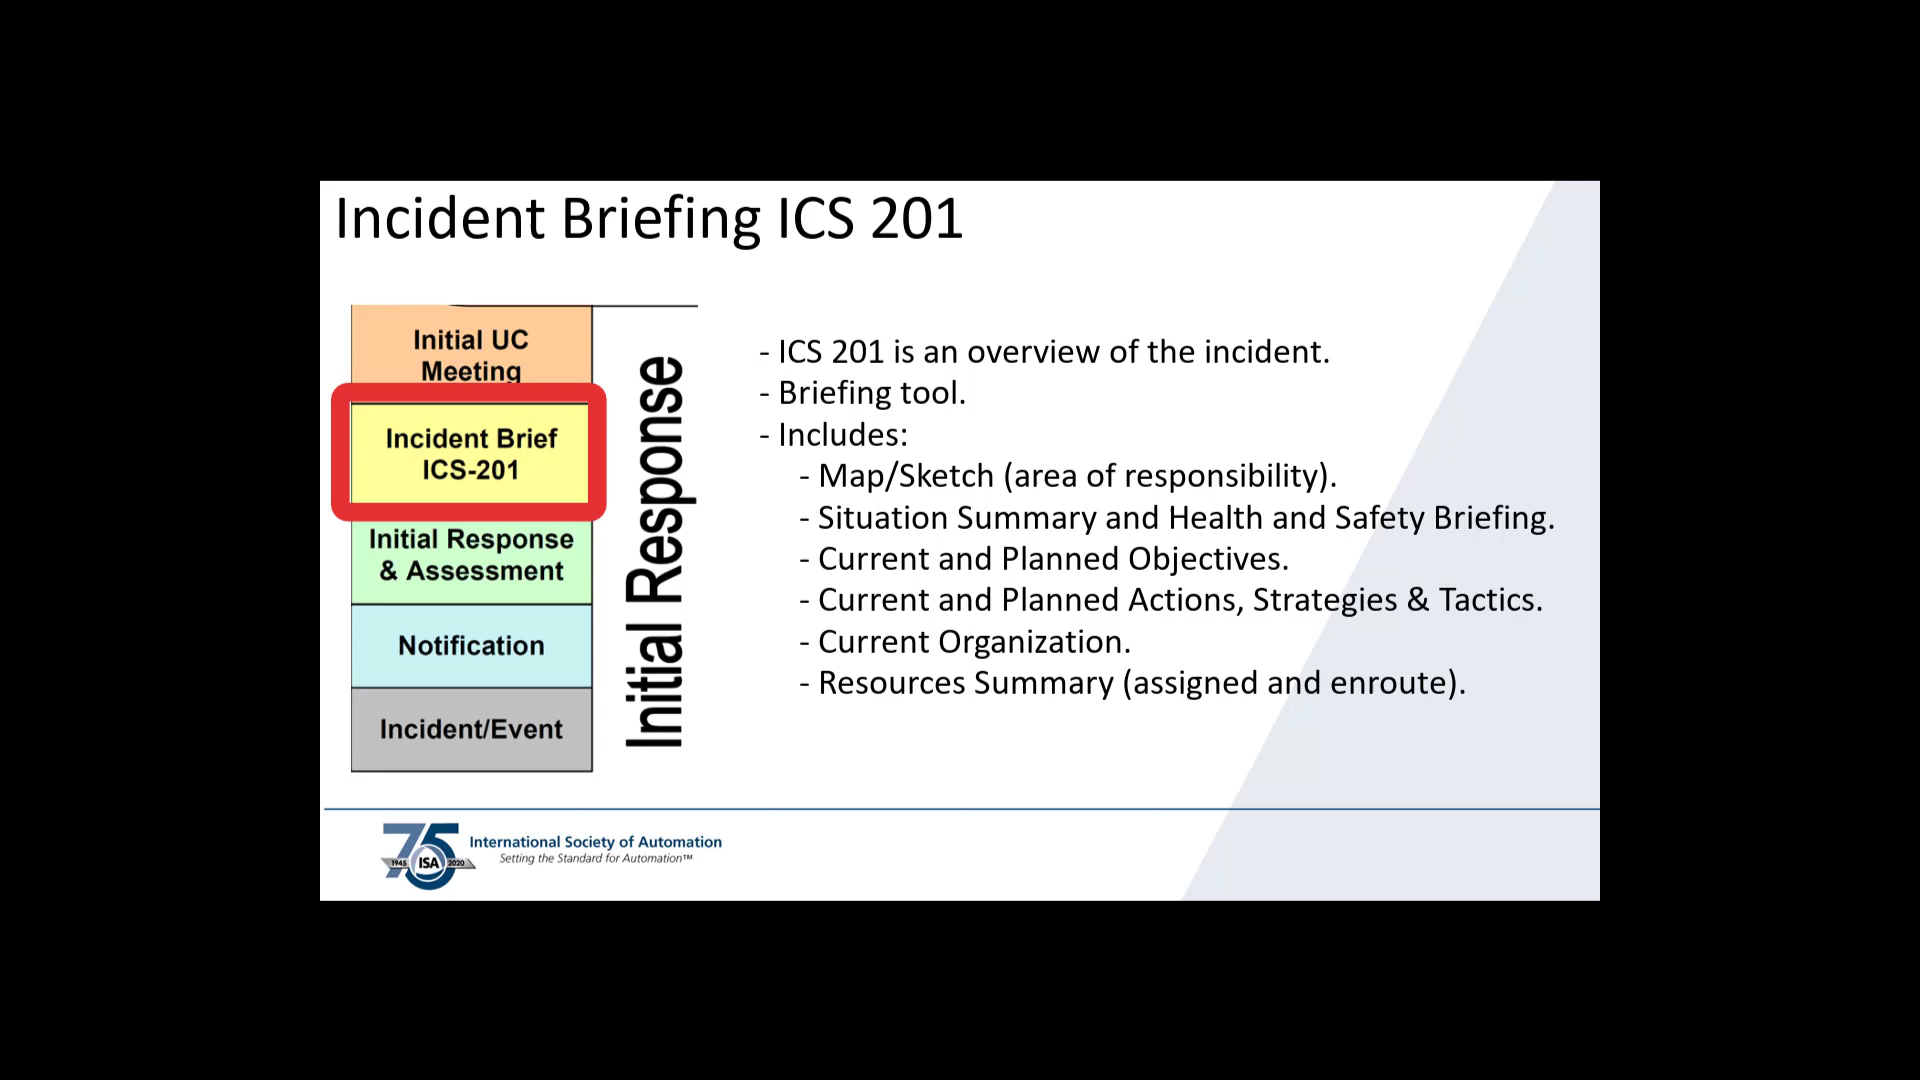 Incident Briefing ICS 201
Initial UC
Meeting
Incident Brief
ICS-201
Initial Response
& Assessment
Notification
Incident/Event
Initial Response
- ICS 201 is an overview of the incident.
- Briefing tool.
- Includes:
- Map/Sketch (area of responsibility).
- Situation Summary and Health and Safety Briefing.
- Current and Planned Objectives.
- Current and Planned Actions, Strategies & Tactics.
- Current Organization.
- Resources Summary (assigned and enroute).
75
1945 ISA 2020
International Society of Automation
Setting the Standard for Automation™